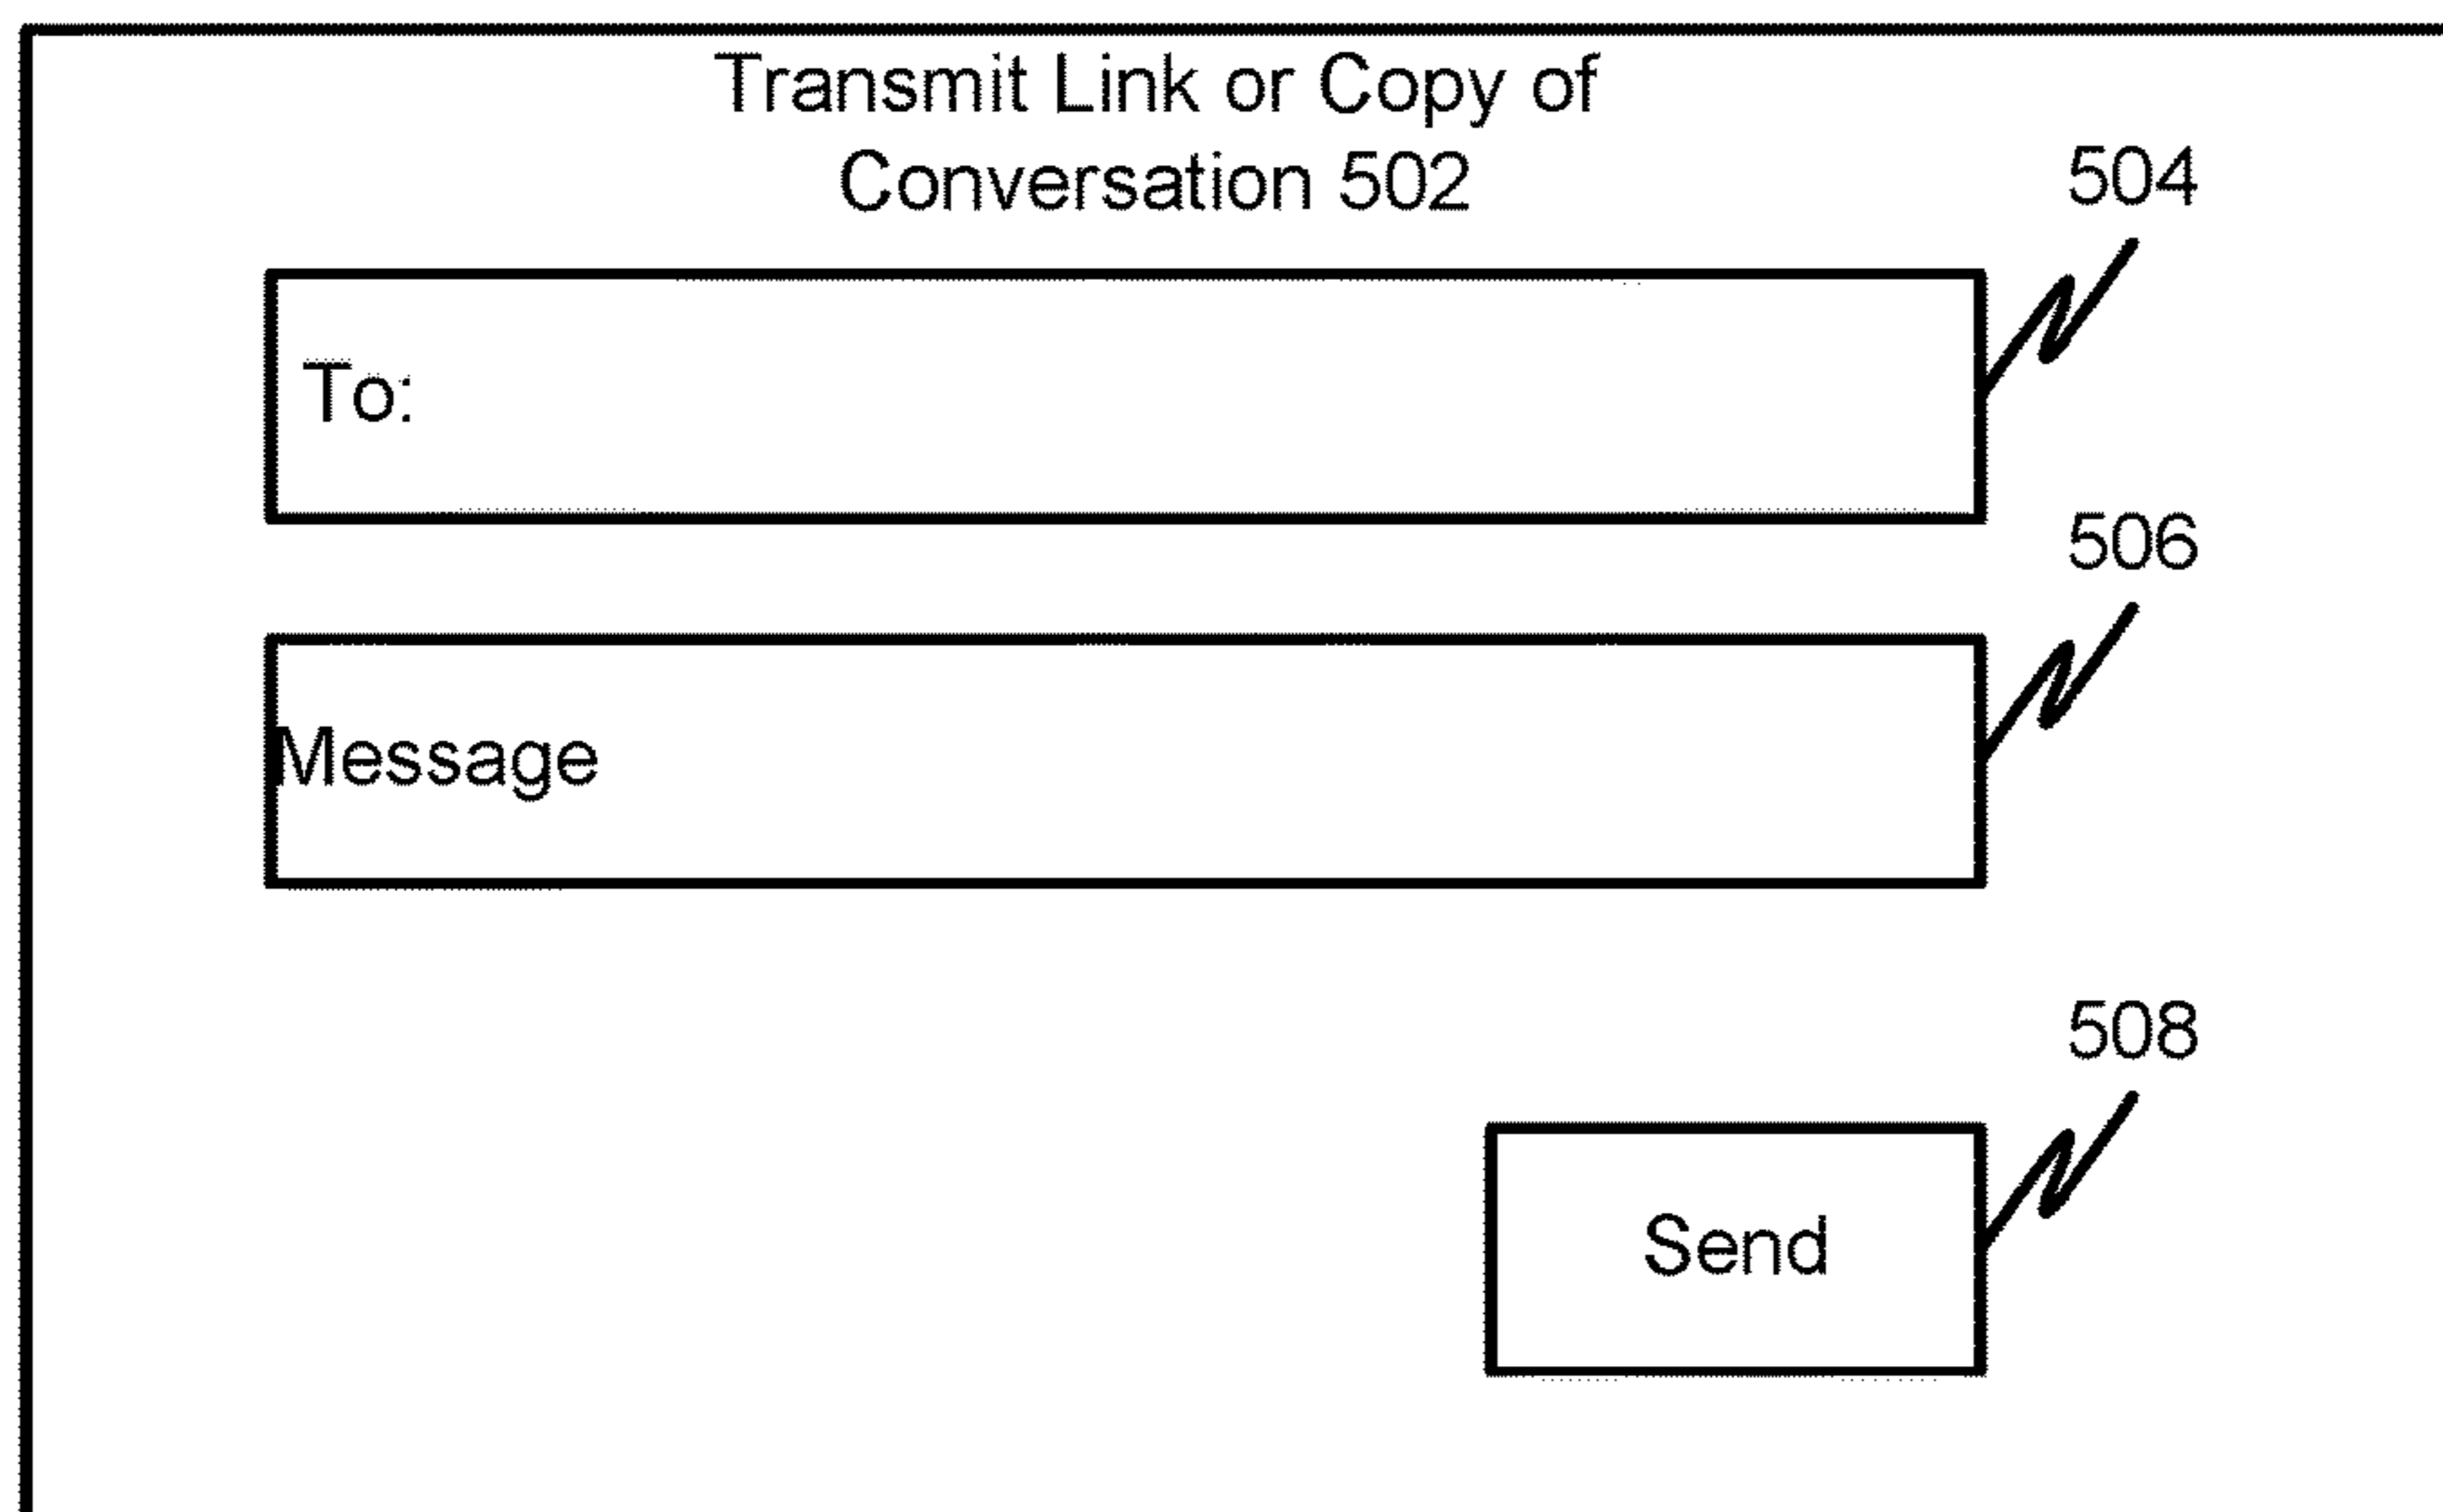 Transmit Link or Copy of
Conversation 502
504
To:
506
Message
508
Send